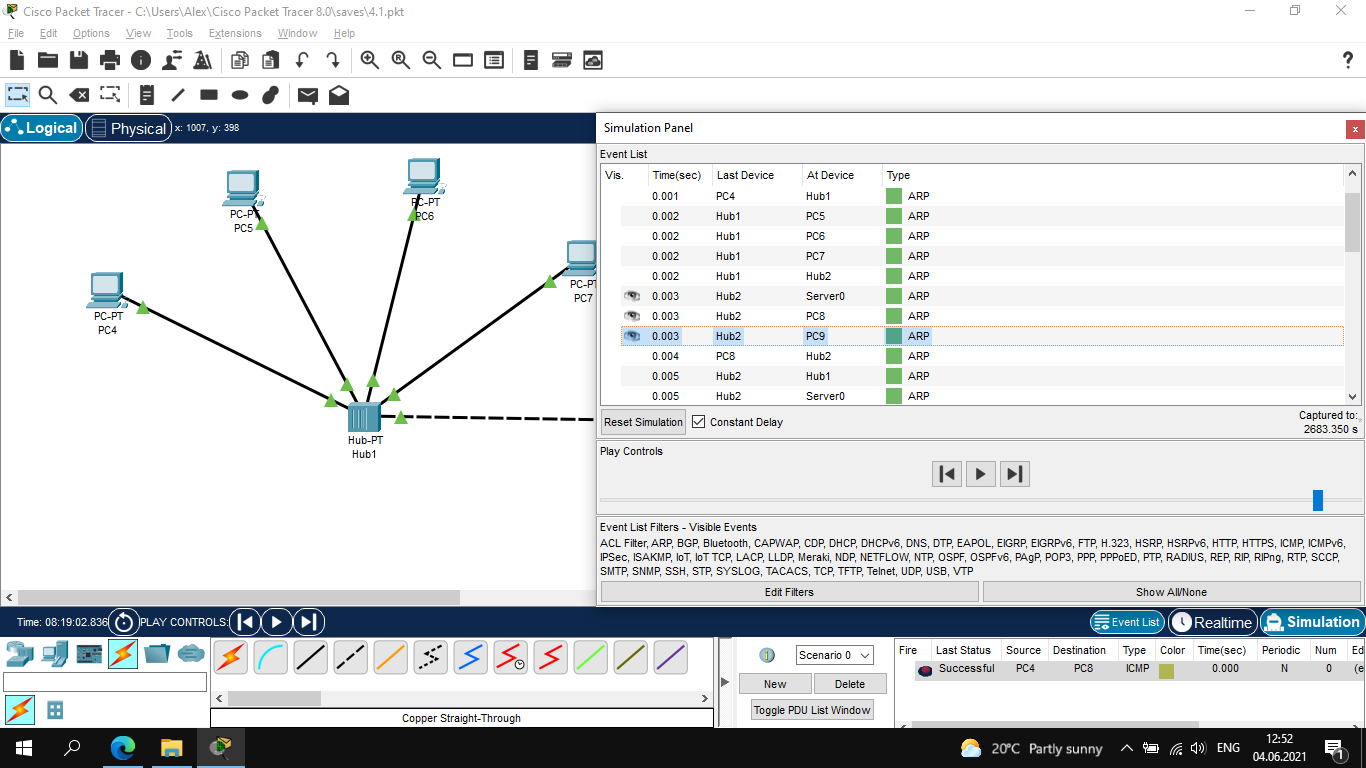 Cisco Packet Tracer - C:\Users\Alex\Cisco Packet Tracer 8.0\saves\4.1.pkt
File Edit Options View Tools Extensions Window Help
?
Logical Physical x: 1007, y: 398
PC-PT
PC5
PC-PT
PC6
PC-PT
PC4
PC7
Hub-PT
Hub1
Simulation Panel
Event List
Vis. Time(sec) Last Device At Device Type
0.001 PC4 Hub1 ARP
0.002 Hub1 PC5 ARP
0.002 Hub1 PC6 ARP
0.002 Hub1 PC7 ARP
0.002 Hub1 Hub2 ARP
0.003 Hub2 Server0 ARP
0.003 Hub2 PC8 ARP
0.003 Hub2 PC9 ARP
0.004 PC8 Hub2 ARP
0.005 Hub2 Hub1 ARP
0.005 Hub2 Server0 ARP
Reset Simulation Constant Delay
Captured to:
2683.350 s
Play Controls
Event List Filters - Visible Events
ACL Filter, ARP, BGP, Bluetooth, CAPWAP, CDP, DHCP, DHCPv6, DNS, DTP, EAPOL, EIGRP, EIGRPv6, FTP, H.323, HSRP, HSRPv6, HTTP, HTTPS, ICMP, ICMPv6,
IPSec, ISAKMP, IoT, IoT TCP, LACP, LLDP, Meraki, NDP, NETFLOW, NTP, OSPF, OSPFv6, PAgP, POP3, PPP, PPPoED, PTP, RADIUS, REP, RIP, RIPng, RTP, SCCP,
SMTP, SNMP, SSH, STP, SYSLOG, TACACS, TCP, TFTP, Telnet, UDP, USB, VTP
Edit Filters Show All/None
Time: 08:19:02.836 PLAY CONTROLS: Event List Realtime Simulation
Copper Straight-Through
Scenario 0
New Delete
Toggle PDU List Window
Fire Last Status Source Destination Type Color Time(sec) Periodic Num Ed
Successful PC4 PC8 ICMP 0.000 N 0 (e
20°C Partly sunny ENG
12:52
04.06.2021
1